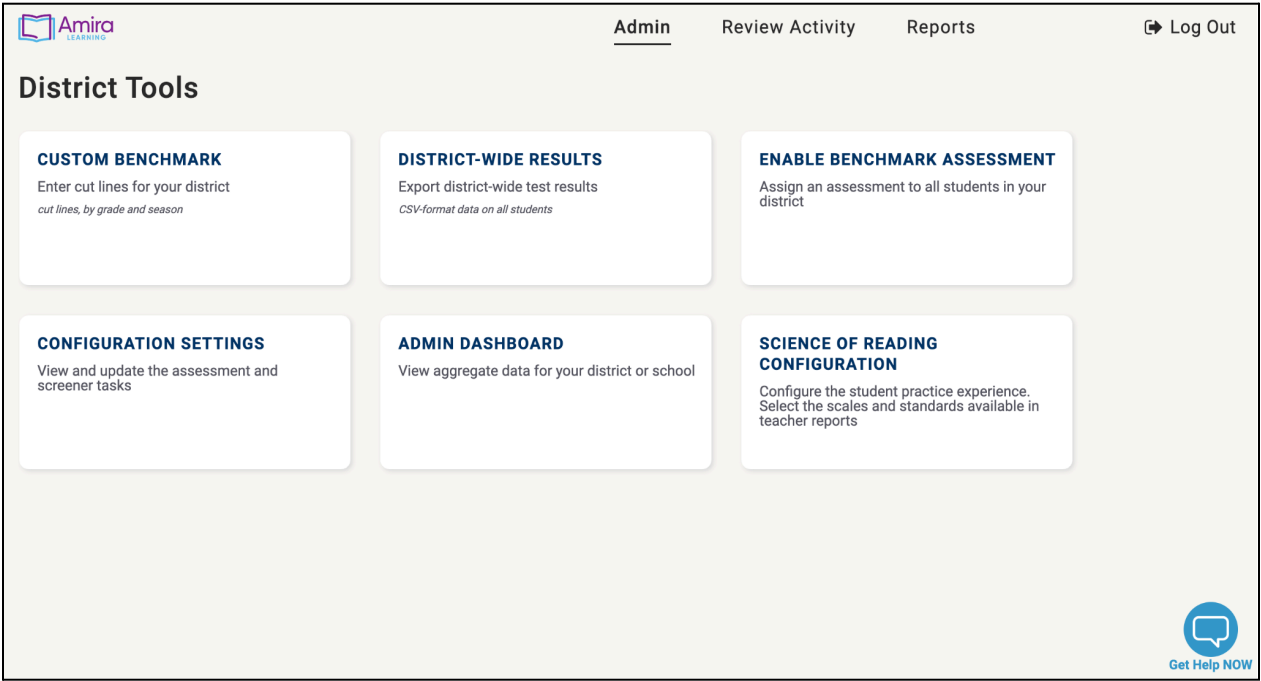 Amira
LEARNING
Admin
Review Activity
Reports
Log Out
District Tools
CUSTOM BENCHMARK
Enter cut lines for your district
cut lines, by grade and season
DISTRICT-WIDE RESULTS
Export district-wide test results
CSV-format data on all students
ENABLE BENCHMARK ASSESSMENT
Assign an assessment to all students in your
district
CONFIGURATION SETTINGS
View and update the assessment and
screener tasks
ADMIN DASHBOARD
View aggregate data for your district or school
SCIENCE OF READING
CONFIGURATION
Configure the student practice experience.
Select the scales and standards available in
teacher reports
Get Help NOW